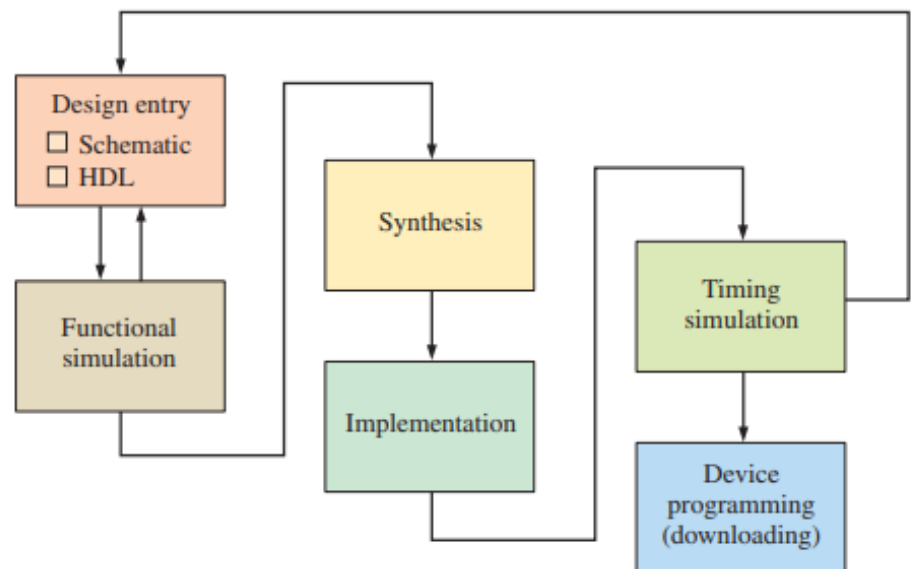 Design entry
Schematic
HDL
Functional
simulation
Synthesis
Implementation
Timing
simulation
Device
programming
(downloading)